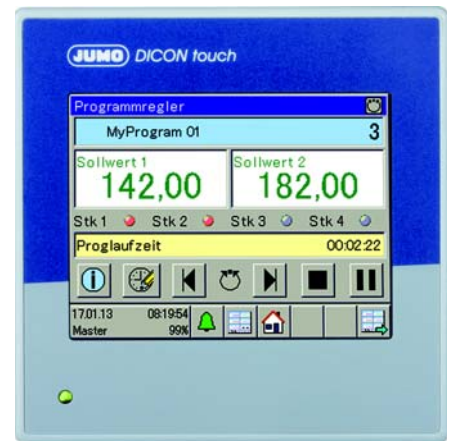 JUMO DICON touch
Programmregler
MyProgram 01 3
Sollwert 1 Sollwert 2
142,00 182,00
Stk 1 Stk 2 Stk 3 Stk 4
Proglaufzeit 00:02:22
17.01.13 08:19:54
Master 99%